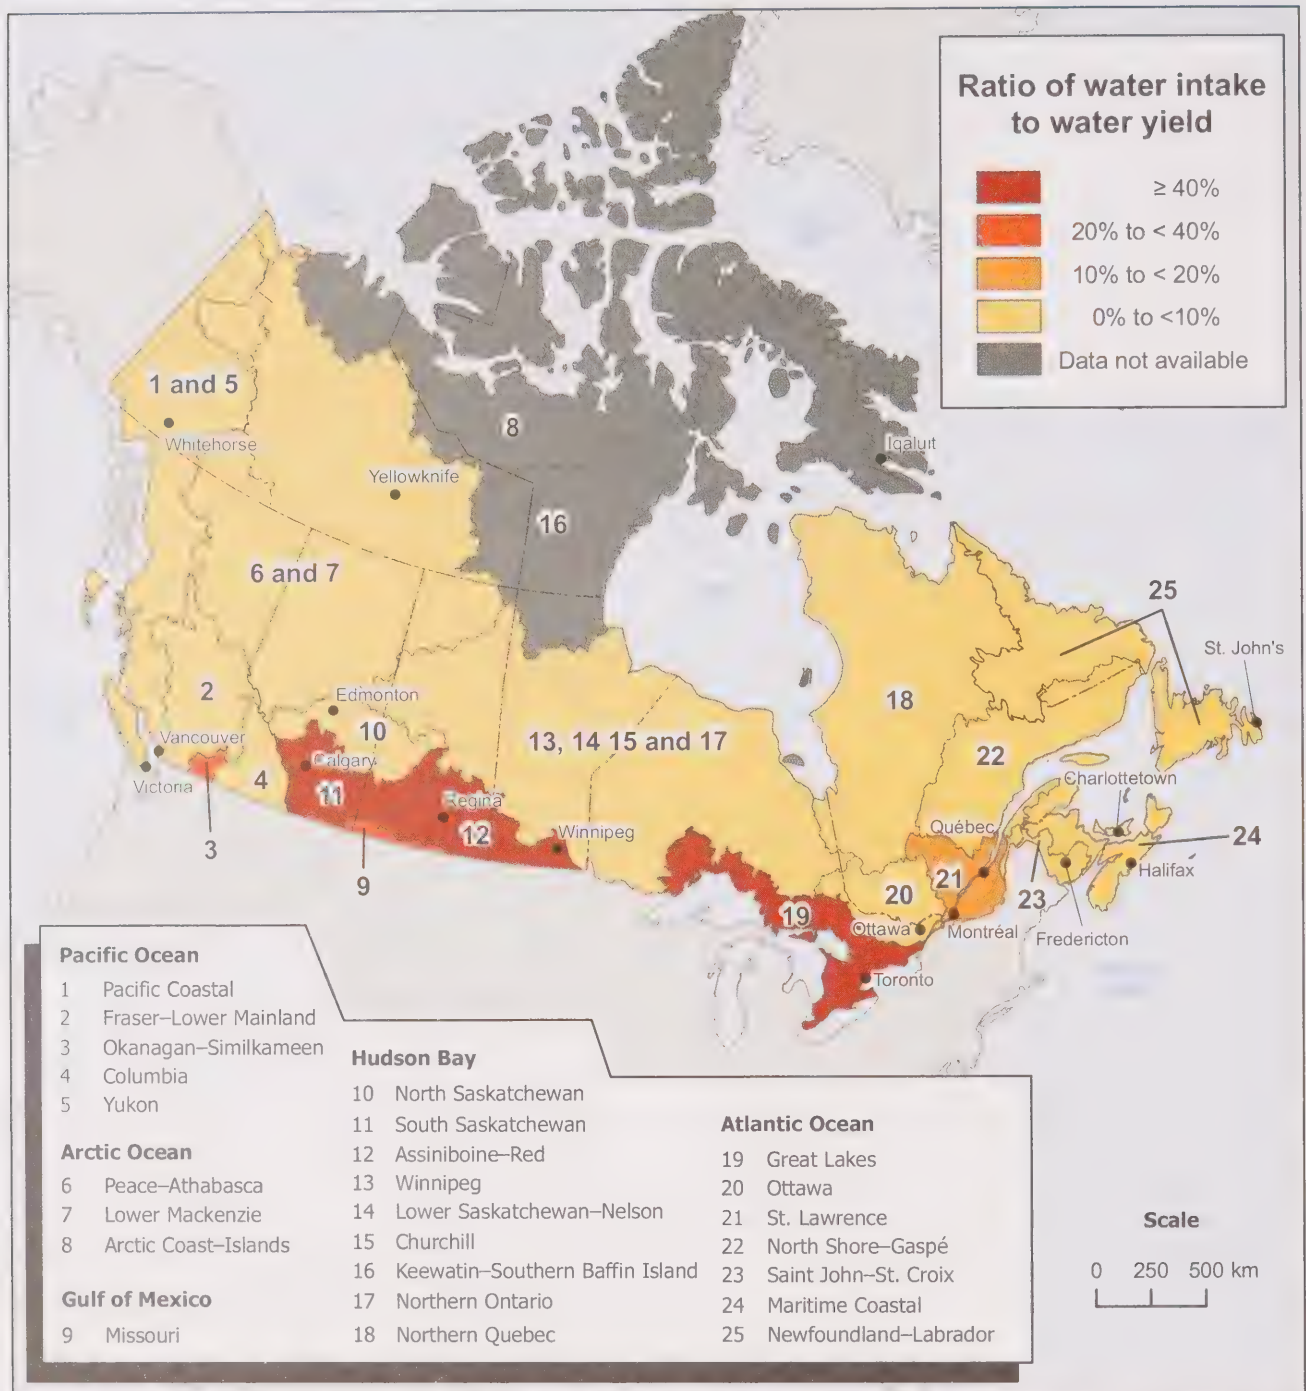 Ratio of water intake
to water yield
≥ 40%
20% to < 40%
10% to < 20%
0% to <10%
Data not available
1 and 5
Whitehorse
Yellowknife
8
Iqaluit
16
6 and 7
25
St. John's
2
Edmonton
18
10
13, 14 15 and 17
22
Vancouver
Calgary
Victoria
4
11
Charlottetown
Regina
12
Winnipeg
Québec
24
3
9
Halifax
20
21
23
19
Ottawa
Montréal
Fredericton
Toronto
Pacific Ocean
1 Pacific Coastal
2 Fraser–Lower Mainland
3 Okanagan–Similkameen
4 Columbia
5 Yukon
Arctic Ocean
6 Peace–Athabasca
7 Lower Mackenzie
8 Arctic Coast–Islands
Gulf of Mexico
9 Missouri
Hudson Bay
10 North Saskatchewan
11 South Saskatchewan
12 Assiniboine–Red
13 Winnipeg
14 Lower Saskatchewan–Nelson
15 Churchill
16 Keewatin–Southern Baffin Island
17 Northern Ontario
18 Northern Quebec
Atlantic Ocean
19 Great Lakes
20 Ottawa
21 St. Lawrence
22 North Shore–Gaspé
23 Saint John–St. Croix
24 Maritime Coastal
25 Newfoundland–Labrador
Scale
0 250 500 km